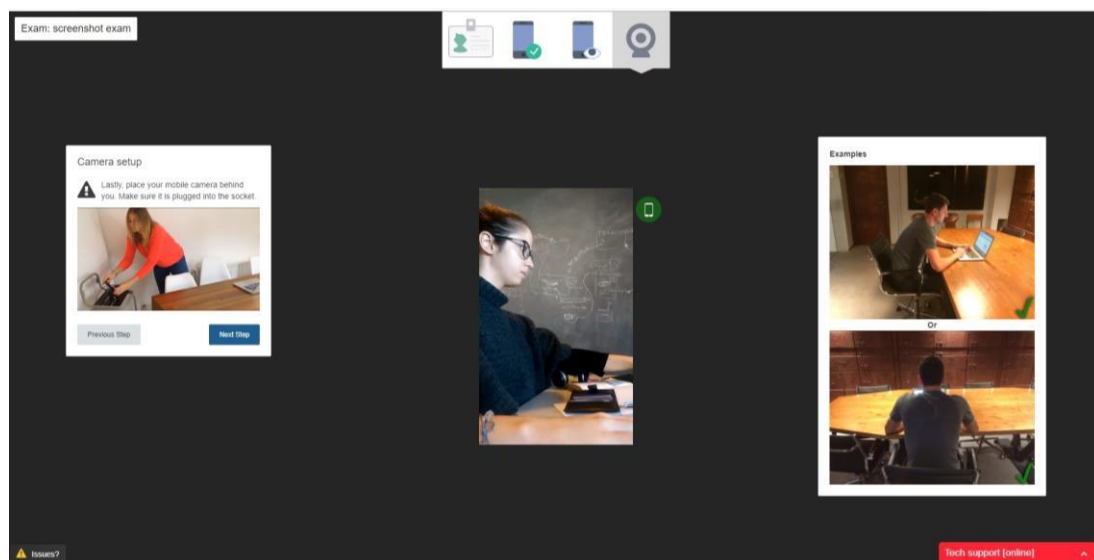 Exam: screenshot exam
Camera setup
Lastly, place your mobile camera behind
you. Make sure it is plugged into the socket.
Previous Step
Next Step
Examples
Or
Issues?
Tech support [online]